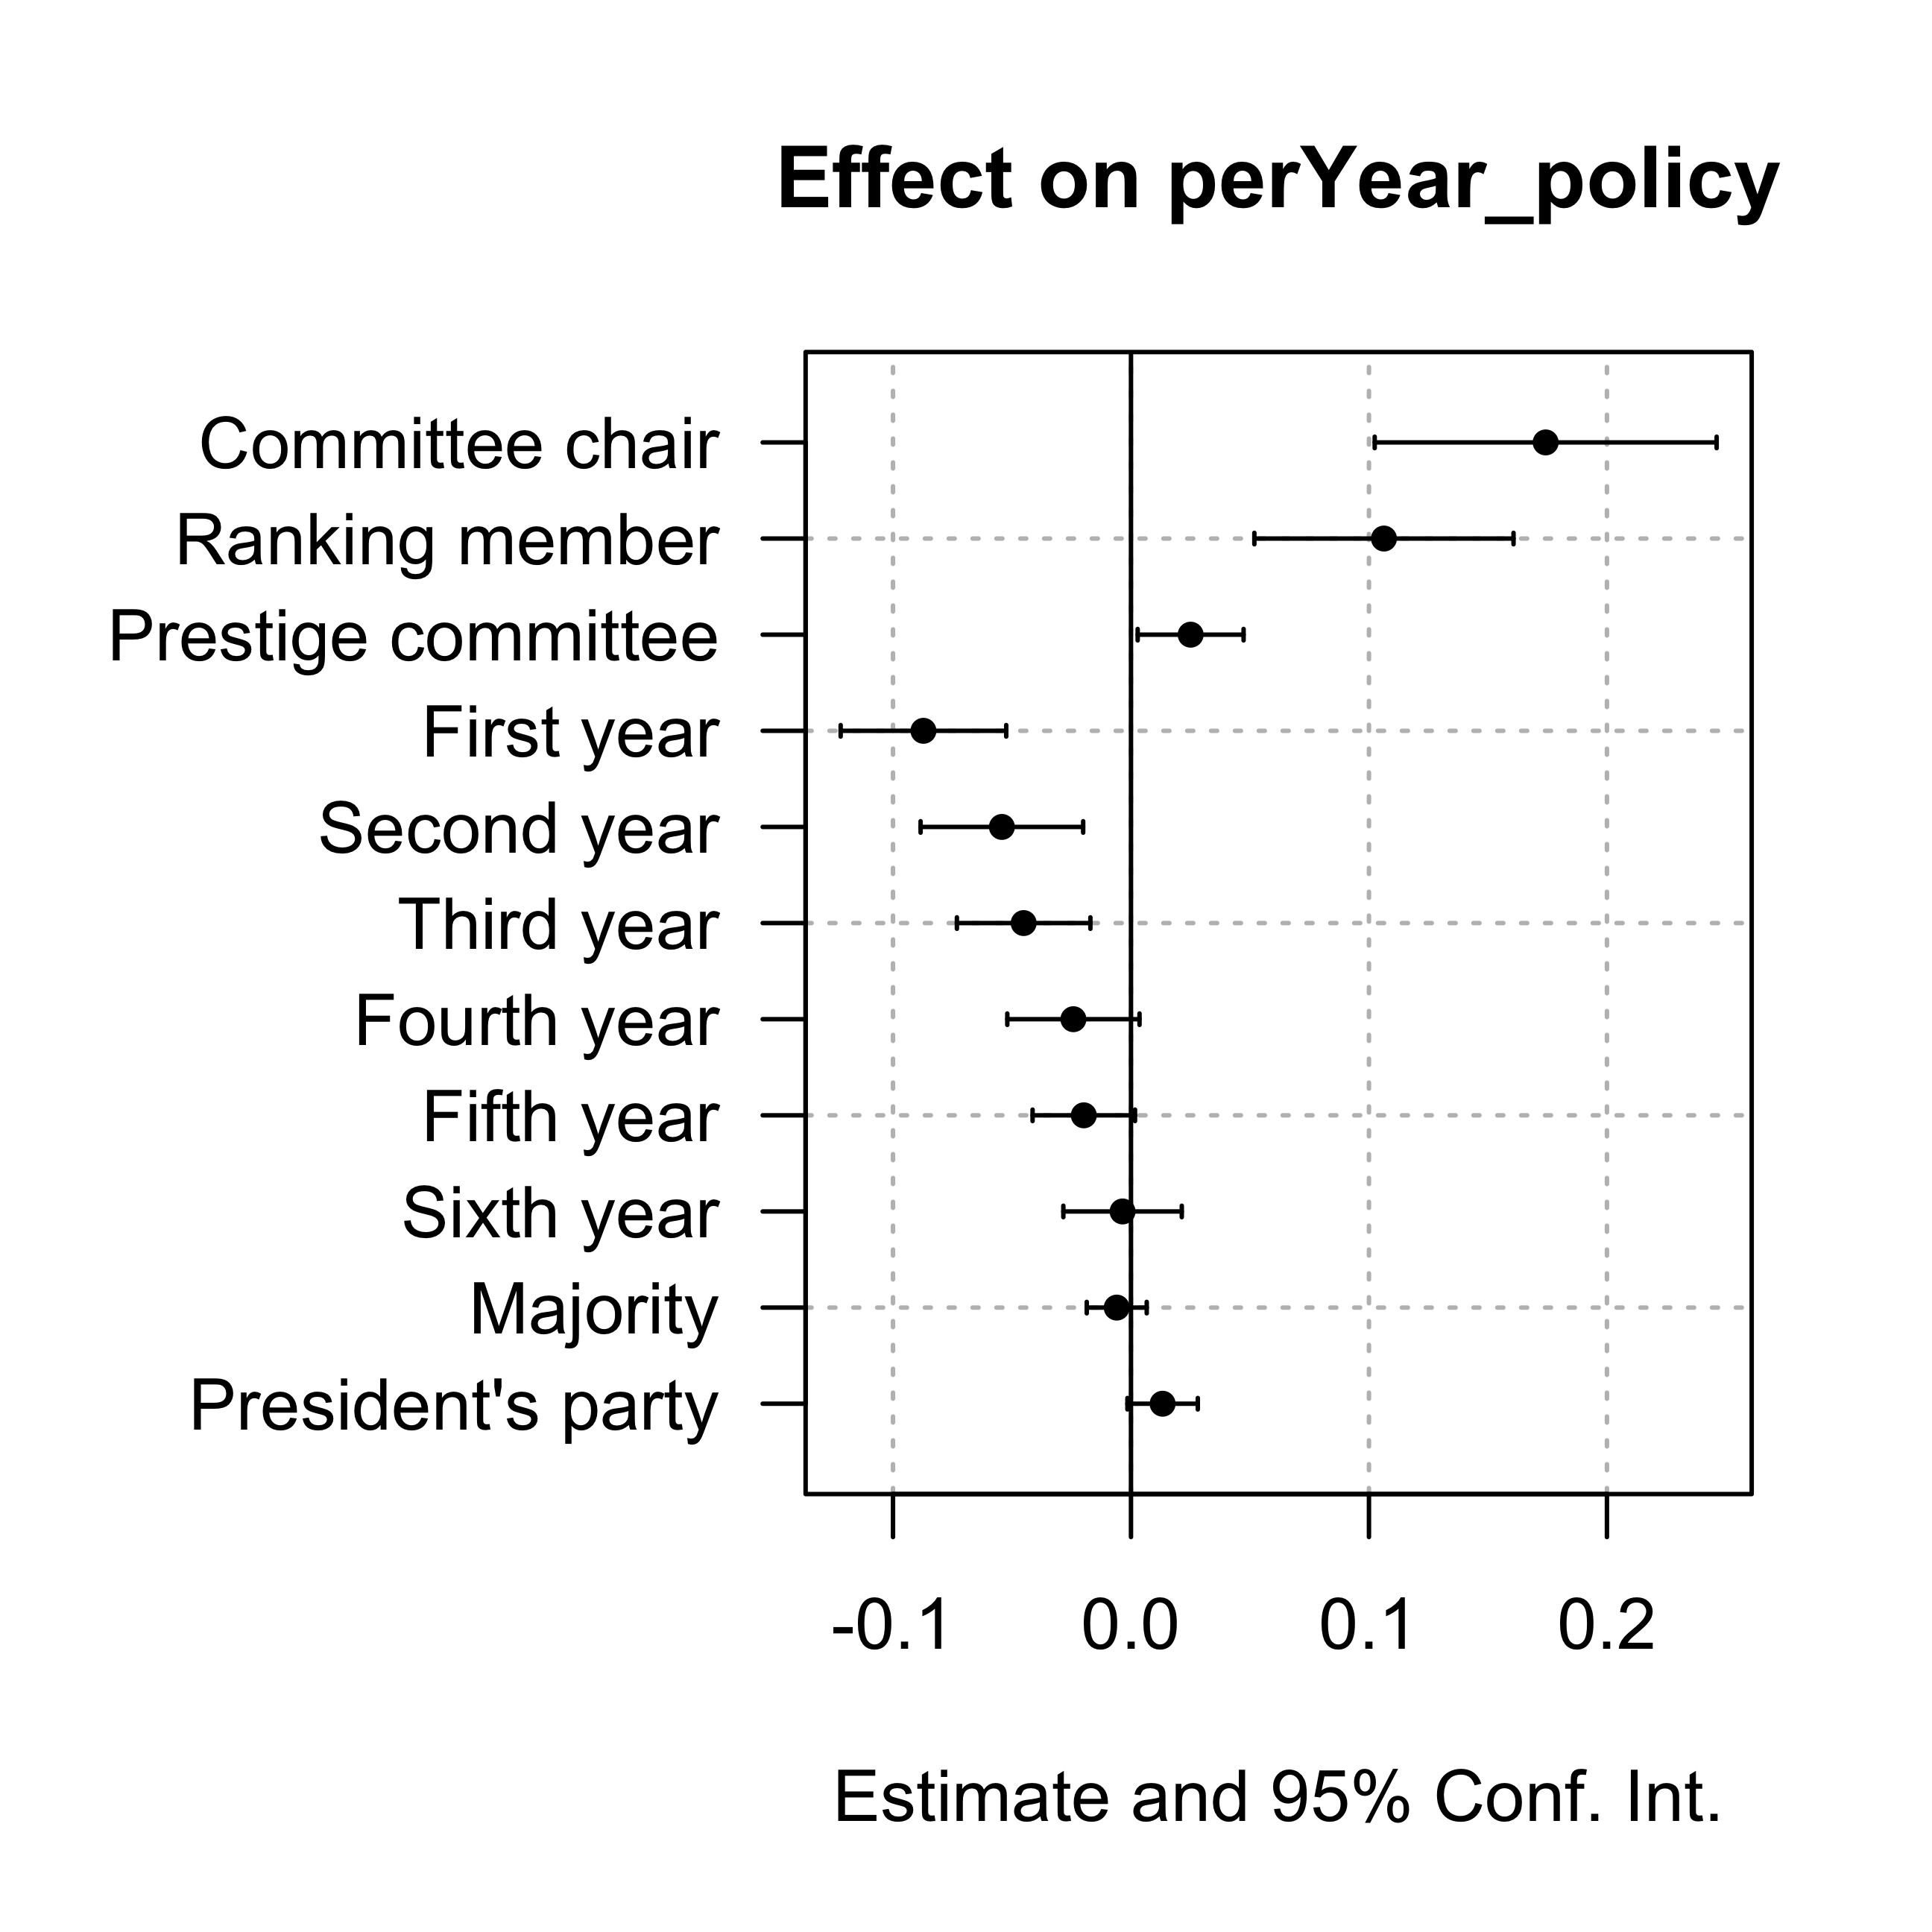 Effect on perYear_policy
Committee chair
Ranking member
Prestige committee
First year
Second year
Third year
Fourth year
Fifth year
Sixth year
Majority
President's party
-0.1 0.0 0.1 0.2
Estimate and 95% Conf. Int.